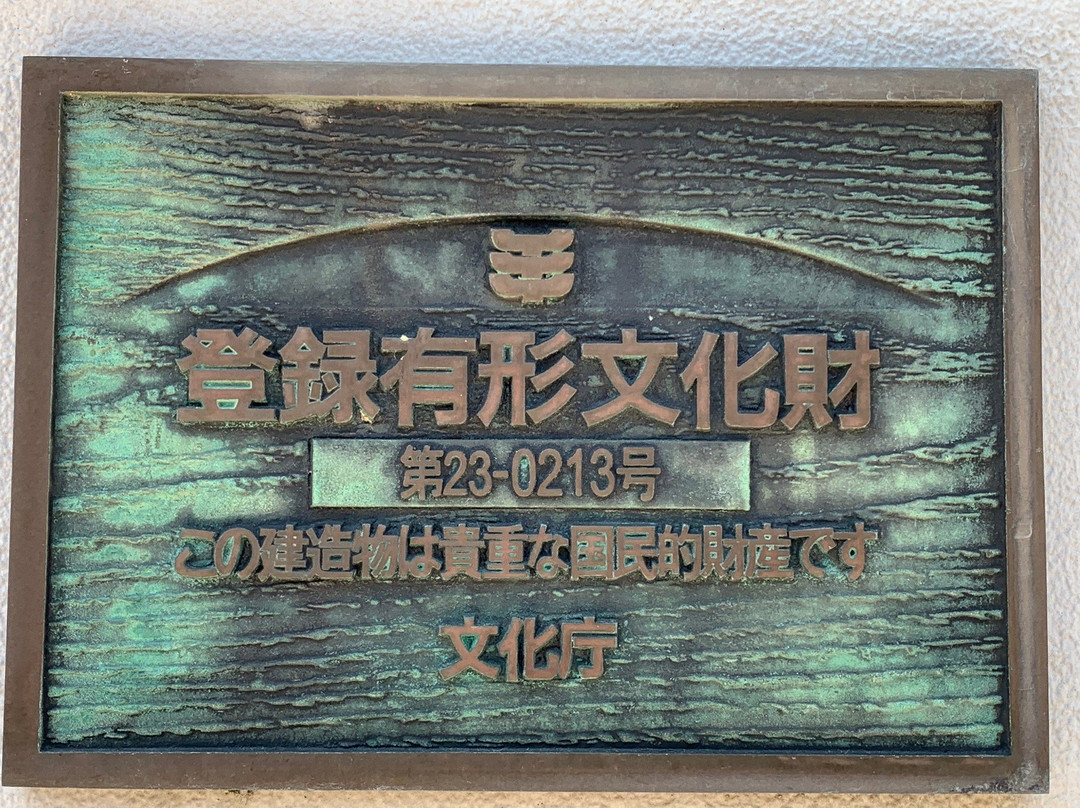 登録有形文化財
第23-0213号
この建造物は貴重な国民的財産です
文化庁